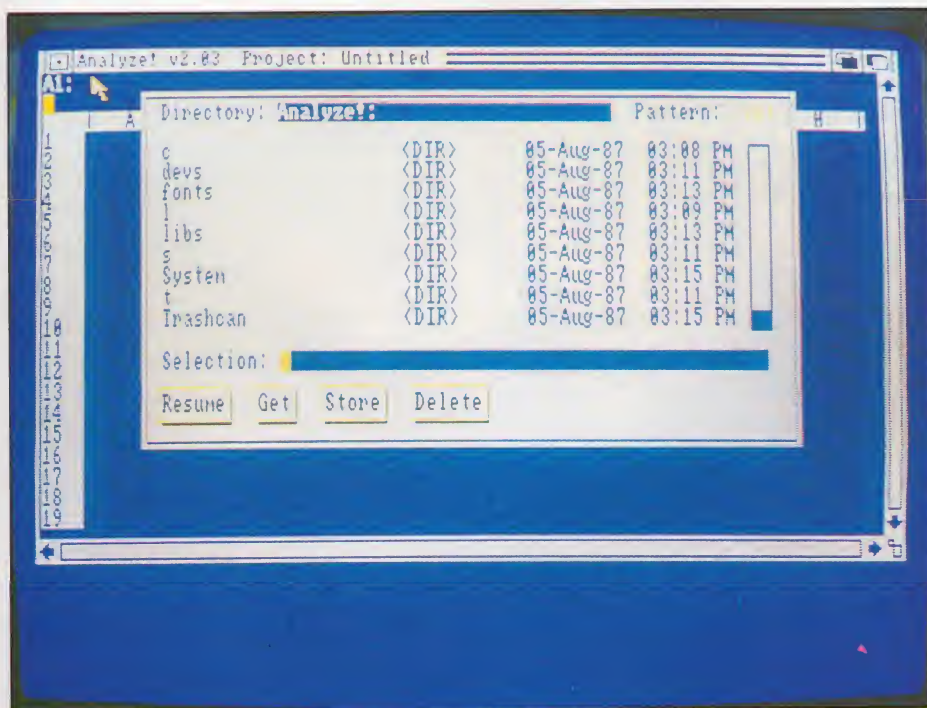 Analyze! v2.03 Project: Untitled
A1:
Directory: Analyze!: Pattern:
A H
c <DIR> 05-Aug-87 03:08 PM
devs <DIR> 05-Aug-87 03:11 PM
fonts <DIR> 05-Aug-87 03:13 PM
l <DIR> 05-Aug-87 03:09 PM
libs <DIR> 05-Aug-87 03:13 PM
s <DIR> 05-Aug-87 03:11 PM
System <DIR> 05-Aug-87 03:15 PM
t <DIR> 05-Aug-87 03:11 PM
Trashcan <DIR> 05-Aug-87 03:15 PM
Selection:
Resume Get Store Delete
1
2
3
4
5
6
7
8
9
10
11
12
13
14
15
16
17
18
19